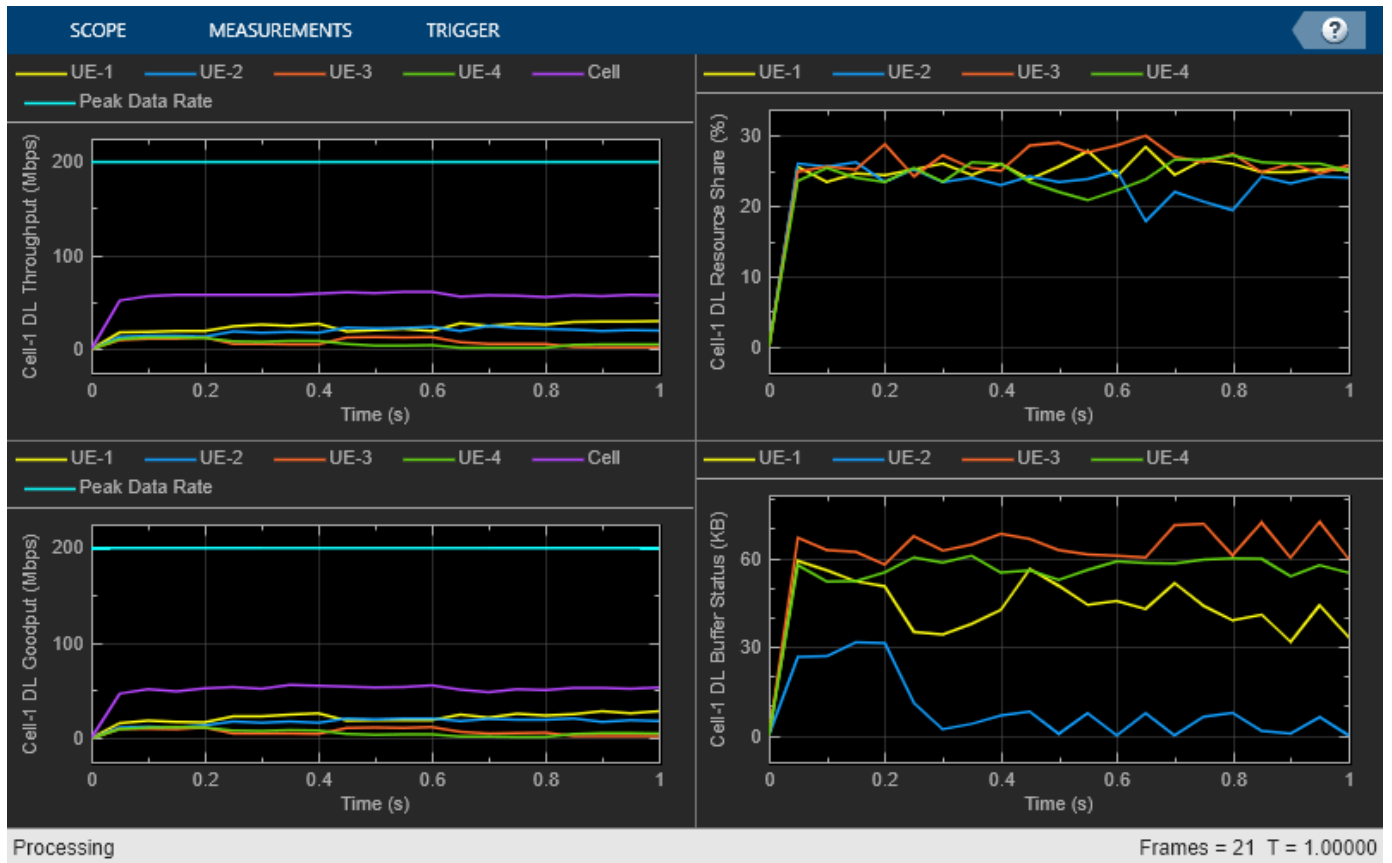 SCOPE MEASUREMENTS TRIGGER ?
UE-1 UE-2 UE-3 UE-4 Cell
Peak Data Rate
Cell-1 DL Throughput (Mbps)
200
100
0
0 0.2 0.4 0.6 0.8 1
Time (s)
UE-1 UE-2 UE-3 UE-4
Cell-1 DL Resource Share (%)
30
20
10
0
0 0.2 0.4 0.6 0.8 1
Time (s)
UE-1 UE-2 UE-3 UE-4 Cell
Peak Data Rate
Cell-1 DL Goodput (Mbps)
200
100
0
0 0.2 0.4 0.6 0.8 1
Time (s)
UE-1 UE-2 UE-3 UE-4
Cell-1 DL Buffer Status (KB)
60
30
0
0 0.2 0.4 0.6 0.8 1
Time (s)
Processing Frames = 21 T = 1.00000